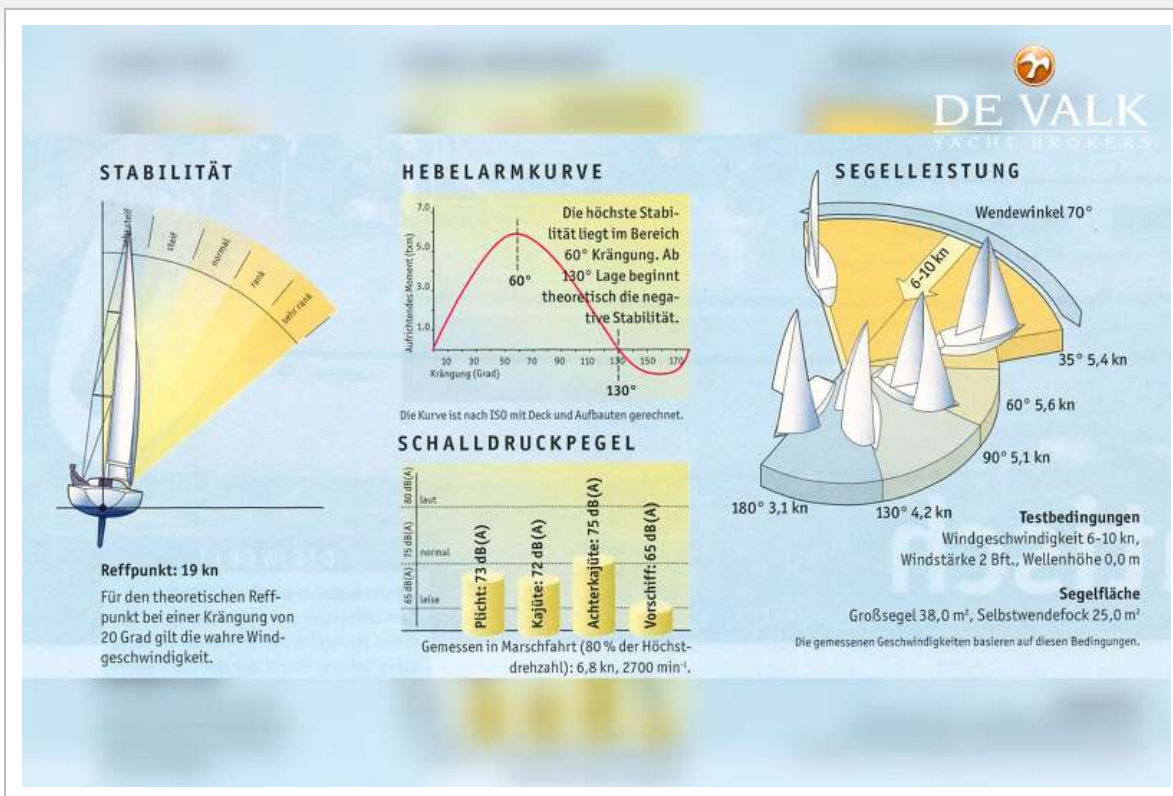 DE VALK
YACHT BROKERS
STABILITÄT
sehr steif
steif
normal
rank
sehr rank
Reffpunkt: 19 kn
Für den theoretischen Reff-
punkt bei einer Krängung von
20 Grad gilt die wahre Wind-
geschwindigkeit.
HEBELARMKURVE
Aufrichtendes Moment (txm)
7.0
5.0
3.0
1.0
Die höchste Stabi-
lität liegt im Bereich
60° Krängung. Ab
130° Lage beginnt
theoretisch die nega-
tive Stabilität.
60°
10 30 50 70 90 110 130 150 170
Krängung (Grad)
130°
Die Kurve ist nach ISO mit Deck und Aufbauten gerechnet.
SCHALLDRUCKPEGEL
80 dB(A)
75 dB(A)
65 dB(A)
laut
normal
leise
Plicht: 73 dB(A)
Kajüte: 72 dB(A)
Achterkajüte: 75 dB(A)
Vorschiff: 65 dB(A)
Gemessen in Marschfahrt (80 % der Höchst-
drehzahl): 6,8 kn, 2700 min⁻¹.
SEGELLEISTUNG
Wendewinkel 70°
6-10 kn
35° 5,4 kn
60° 5,6 kn
90° 5,1 kn
130° 4,2 kn
180° 3,1 kn
Testbedingungen
Windgeschwindigkeit 6-10 kn,
Windstärke 2 Bft., Wellenhöhe 0,0 m
Segelfläche
Großsegel 38,0 m², Selbstwendefock 25,0 m²
Die gemessenen Geschwindigkeiten basieren auf diesen Bedingungen.